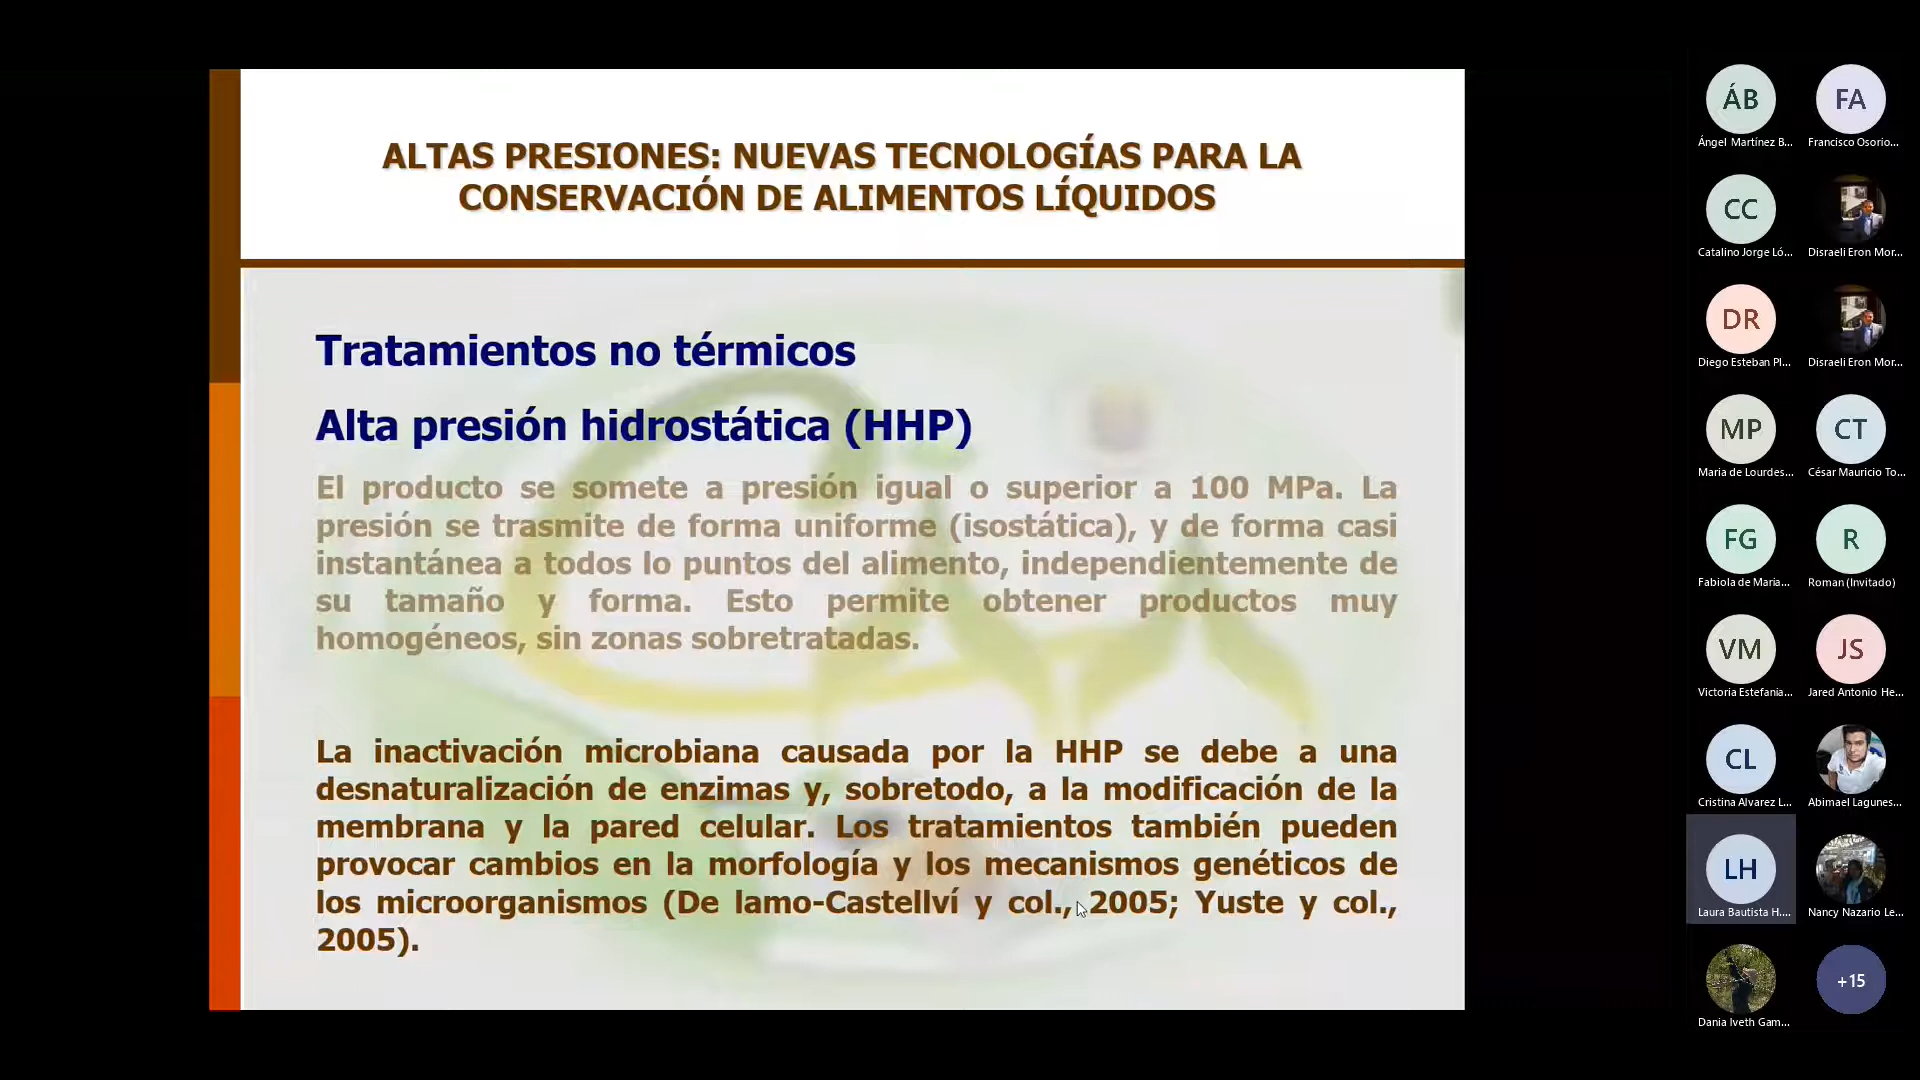 ALTAS PRESIONES: NUEVAS TECNOLOGÍAS PARA LA
CONSERVACIÓN DE ALIMENTOS LÍQUIDOS
Tratamientos no térmicos
Alta presión hidrostática (HHP)
El producto se somete a presión igual o superior a 100 MPa. La
presión se trasmite de forma uniforme (isostática), y de forma casi
instantánea a todos lo puntos del alimento, independientemente de
su tamaño y forma. Esto permite obtener productos muy
homogéneos, sin zonas sobretratadas.
La inactivación microbiana causada por la HHP se debe a una
desnaturalización de enzimas y, sobretodo, a la modificación de la
membrana y la pared celular. Los tratamientos también pueden
provocar cambios en la morfología y los mecanismos genéticos de
los microorganismos (De lamo-Castellví y col., 2005; Yuste y col.,
2005).
ÁB
Ángel Martínez B...
FA
Francisco Osorio...
CC
Catalino Jorge Ló...
Disraeli Eron Mor...
DR
Diego Esteban Pl...
Disraeli Eron Mor...
MP
Maria de Lourdes...
CT
César Mauricio To...
FG
Fabiola de Maria...
R
Roman (Invitado)
VM
Victoria Estefania...
JS
Jared Antonio He...
CL
Cristina Alvarez L...
Abimael Lagunes...
LH
Laura Bautista H....
Nancy Nazario Le...
Dania Iveth Gam...
+15